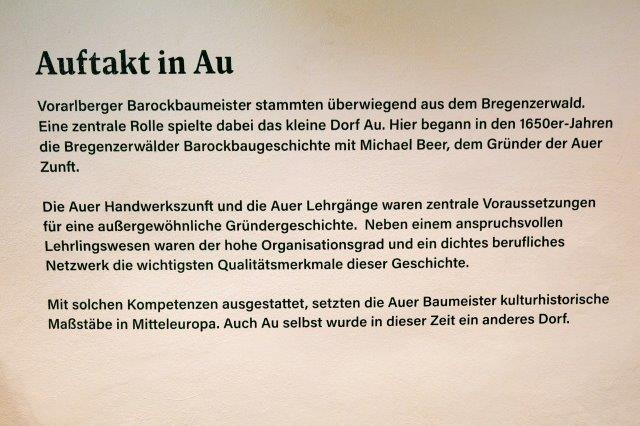 Auftakt in Au
Vorarlberger Barockbaumeister stammten überwiegend aus dem Bregenzerwald.
Eine zentrale Rolle spielte dabei das kleine Dorf Au. Hier begann in den 1650er-Jahren
die Bregenzerwälder Barockbaugeschichte mit Michael Beer, dem Gründer der Auer
Zunft.
Die Auer Handwerkszunft und die Auer Lehrgänge waren zentrale Voraussetzungen
für eine außergewöhnliche Gründergeschichte. Neben einem anspruchsvollen
Lehrlingswesen waren der hohe Organisationsgrad und ein dichtes berufliches
Netzwerk die wichtigsten Qualitätsmerkmale dieser Geschichte.
Mit solchen Kompetenzen ausgestattet, setzten die Auer Baumeister kulturhistorische
Maßstäbe in Mitteleuropa. Auch Au selbst wurde in dieser Zeit ein anderes Dorf.